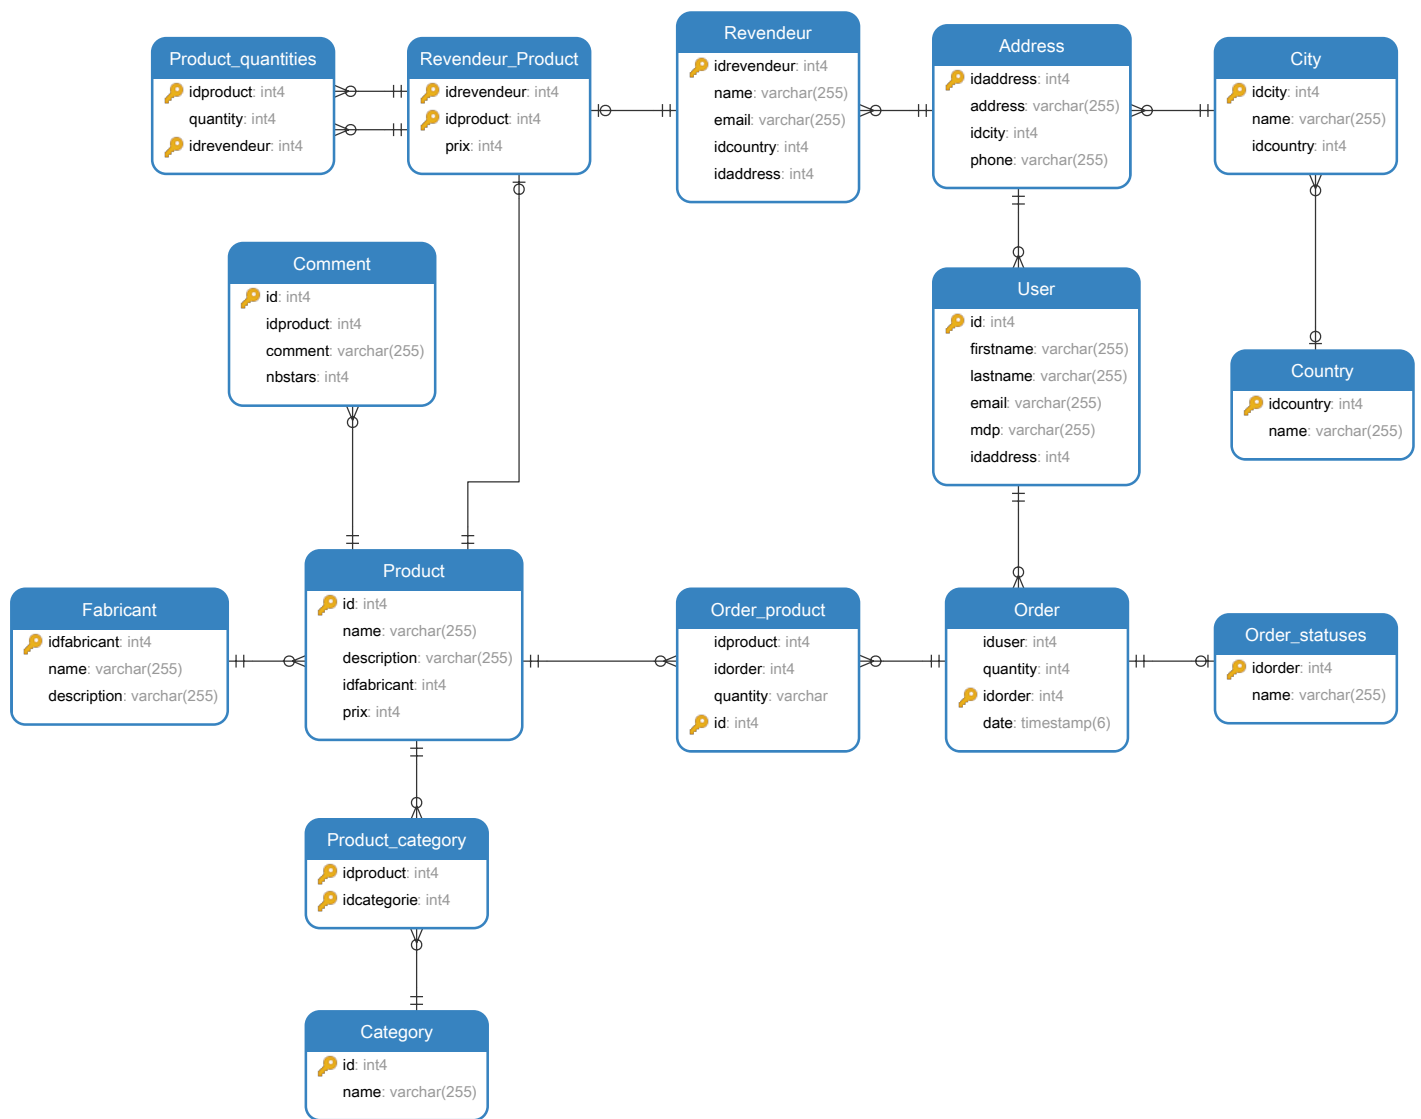 Product_quantities
idproduct: int4
quantity: int4
idrevendeur: int4
Revendeur_Product
idrevendeur: int4
idproduct: int4
prix: int4
Revendeur
idrevendeur: int4
name: varchar(255)
email: varchar(255)
idcountry: int4
idaddress: int4
Address
idaddress: int4
address: varchar(255)
idcity: int4
phone: varchar(255)
City
idcity: int4
name: varchar(255)
idcountry: int4
Comment
id: int4
idproduct: int4
comment: varchar(255)
nbstars: int4
User
id: int4
firstname: varchar(255)
lastname: varchar(255)
email: varchar(255)
mdp: varchar(255)
idaddress: int4
Country
idcountry: int4
name: varchar(255)
Fabricant
idfabricant: int4
name: varchar(255)
description: varchar(255)
Product
id: int4
name: varchar(255)
description: varchar(255)
idfabricant: int4
prix: int4
Order_product
idproduct: int4
idorder: int4
quantity: varchar
id: int4
Order
iduser: int4
quantity: int4
idorder: int4
date: timestamp(6)
Order_statuses
idorder: int4
name: varchar(255)
Product_category
idproduct: int4
idcategorie: int4
Category
id: int4
name: varchar(255)